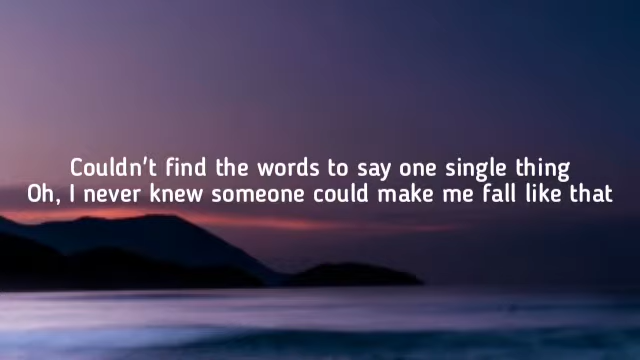 Couldn't find the words to say one single thing
Oh, I never knew someone could make me fall like that